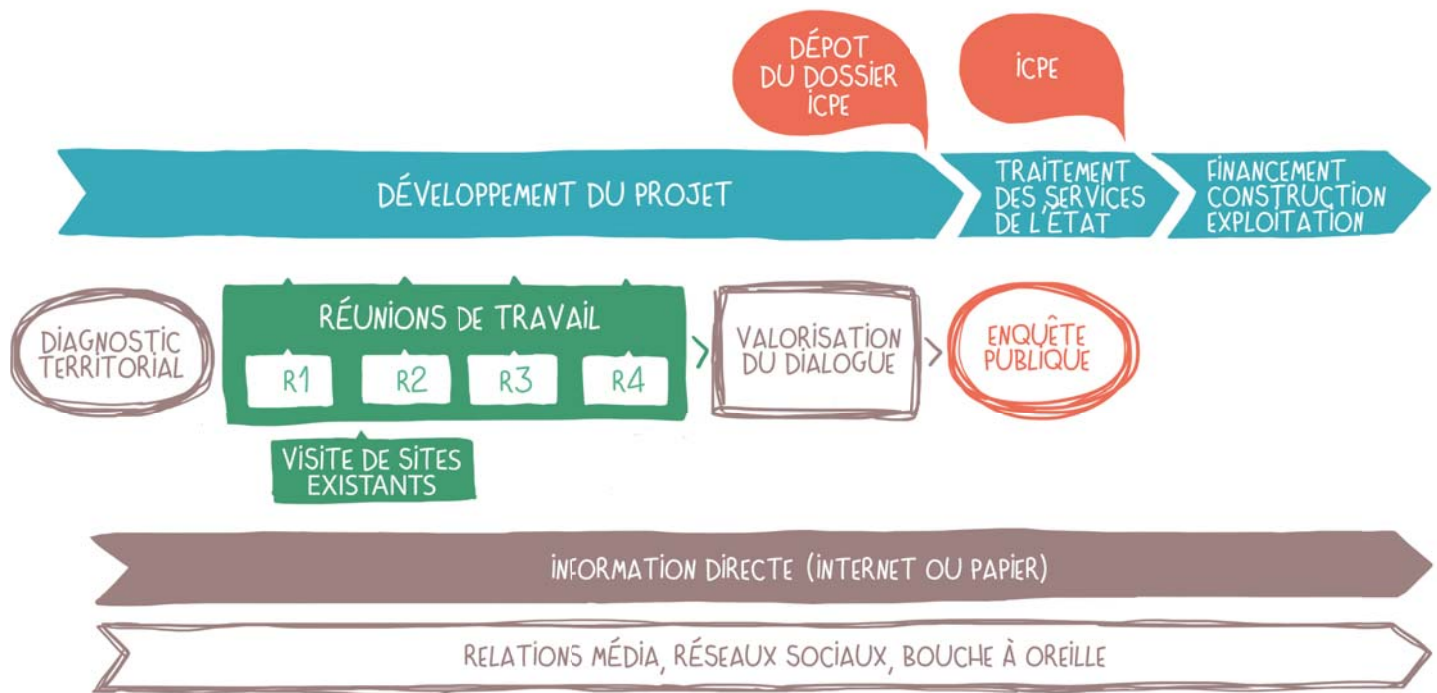 DÉPOT
DU DOSSIER
iCPE
iCPE
DÉVELOPPEMENT DU PROJET
TRAiTEMENT
DES SERViCES
DE L'ÉTAT
FiNANCEMENT
CONSTRUCTiON
EXPLOiTATiON
DiAGNOSTiC
TERRiTORiAL
RÉUNiONS DE TRAVAiL
R1
R2
R3
R4
>
VALORiSATiON
DU DiALOGUE
>
ENQUÊTE
PUBLiQUE
ViSiTE DE SiTES
EXiSTANTS
iNFORMATiON DiRECTE (iNTERNET OU PAPiER)
RELATiONS MÉDiA, RÉSEAUX SOCiAUX, BOUCHE À OREiLLE